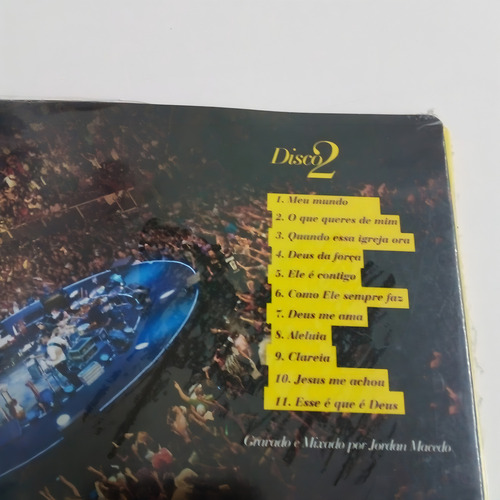 Disco 2
1. Meu mundo
2. O que queres de mim
3. Quando essa igreja ora
4. Deus da força
5. Ele é contigo
6. Como Ele sempre faz
7. Deus me ama
8. Aleluia
9. Clareia
10. Jesus me achou
11. Esse é que é Deus
Gravado e Mixado por Jordan Macedo